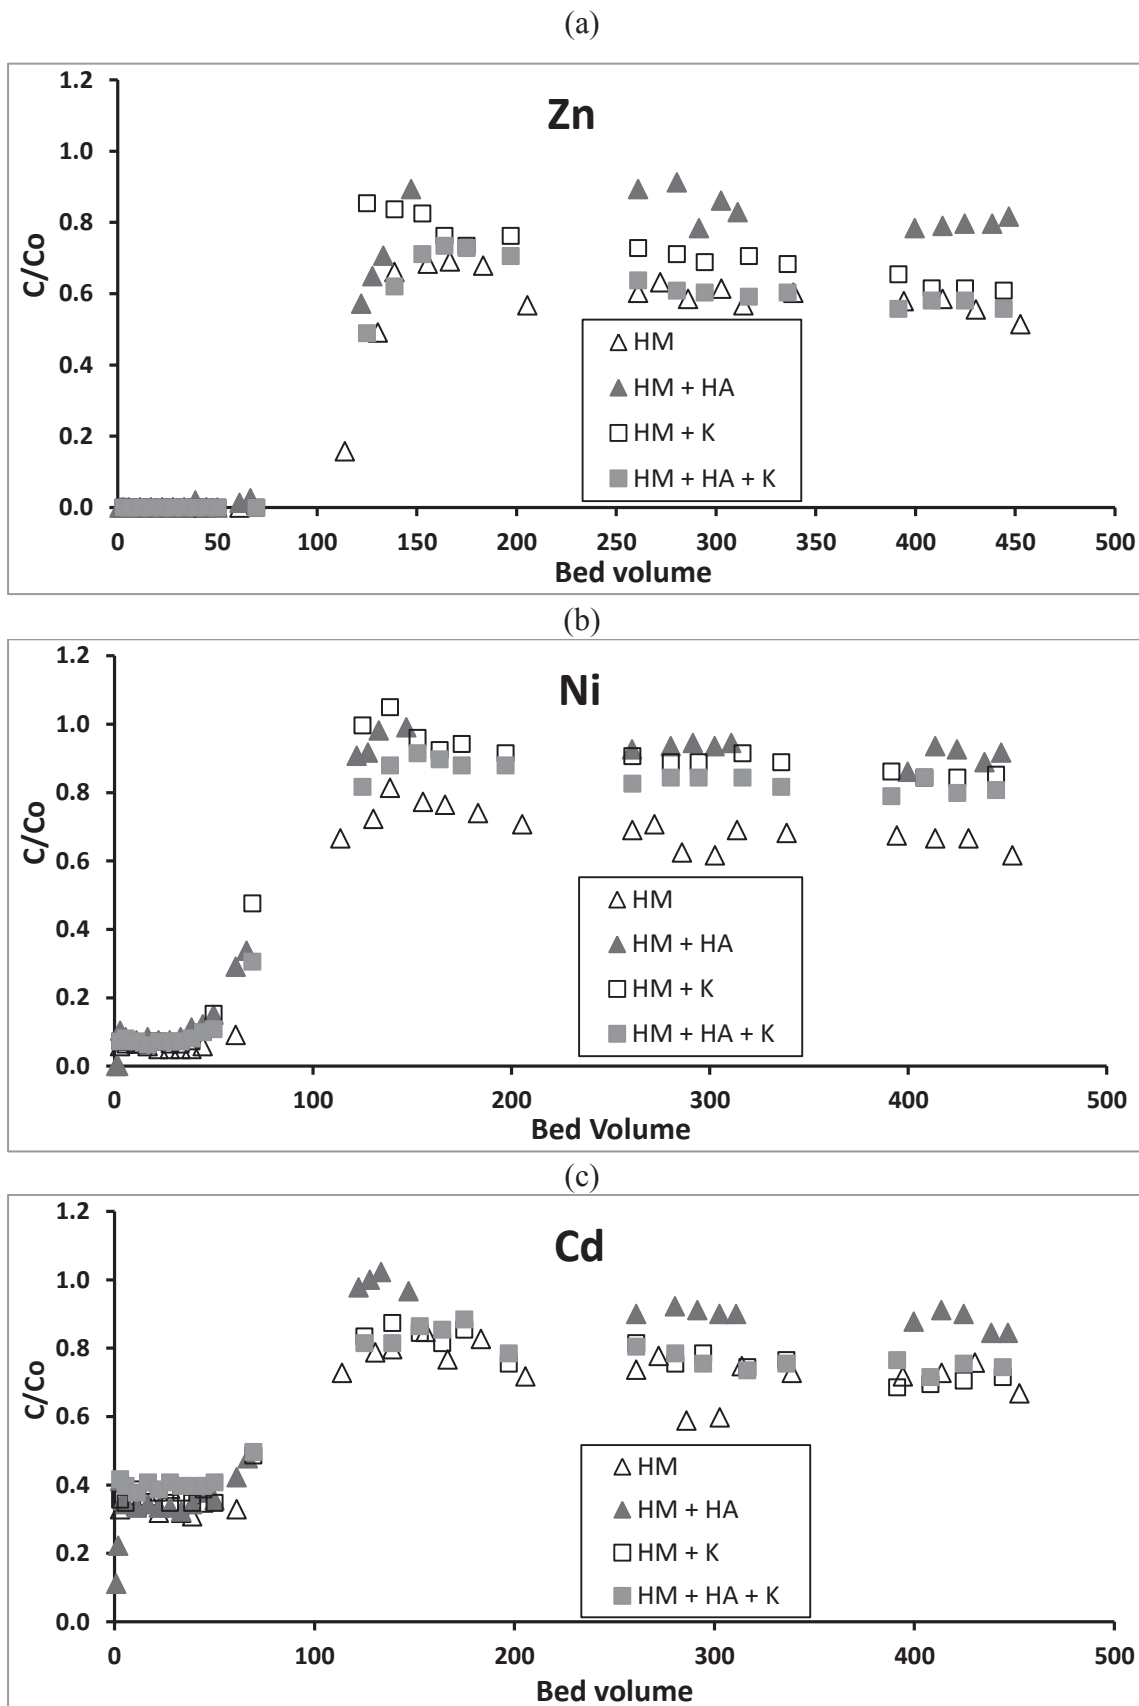 (a)
Zn
1.2
1.0
0.8
0.6
0.4
0.2
0.0
C/Co
HM
HM + HA
HM + K
HM + HA + K
0 50 100 150 200 250 300 350 400 450 500
Bed volume
(b)
Ni
1.2
1.0
0.8
0.6
0.4
0.2
0.0
C/Co
HM
HM + HA
HM + K
HM + HA + K
0 100 200 300 400 500
Bed Volume
(c)
Cd
1.2
1.0
0.8
0.6
0.4
0.2
0.0
C/Co
HM
HM + HA
HM + K
HM + HA + K
0 100 200 300 400 500
Bed volume